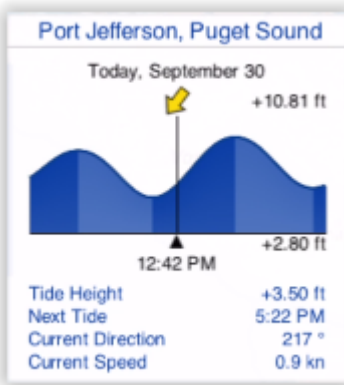 Port Jefferson, Puget Sound
Today, September 30
+10.81 ft
+2.80 ft
12:42 PM
Tide Height +3.50 ft
Next Tide 5:22 PM
Current Direction 217 °
Current Speed 0.9 kn